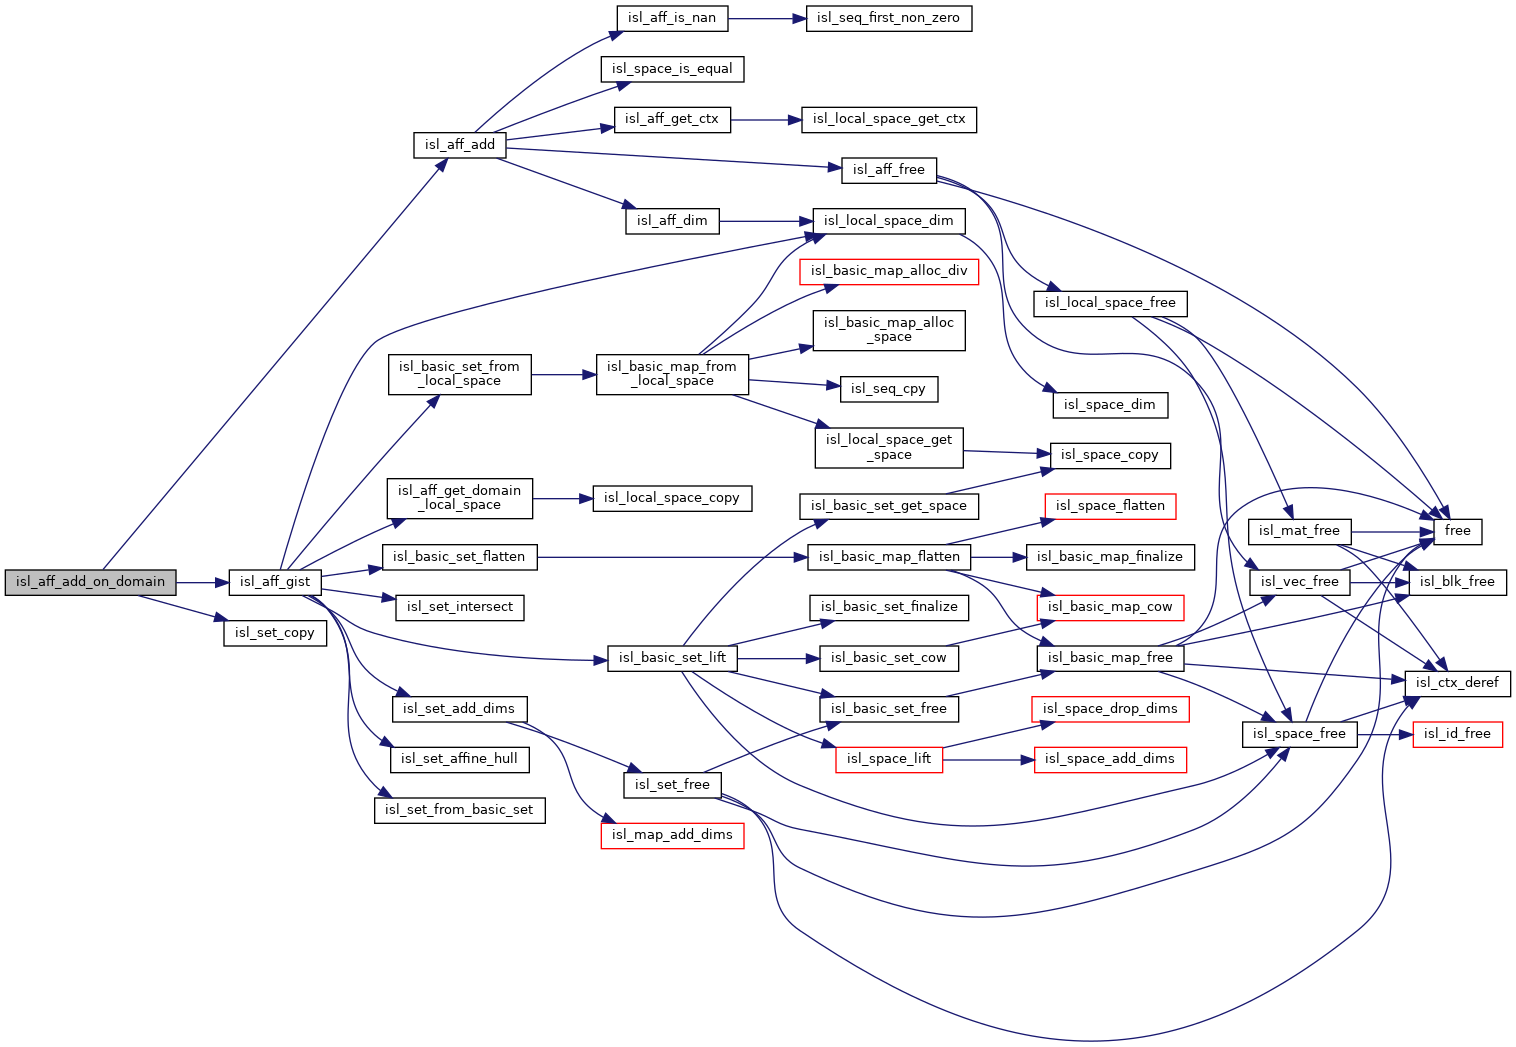 isl_aff_is_nan
isl_seq_first_non_zero
isl_space_is_equal
isl_aff_get_ctx
isl_local_space_get_ctx
isl_aff_add
isl_aff_free
isl_aff_dim
isl_local_space_dim
isl_basic_map_alloc_div
isl_local_space_free
isl_basic_map_alloc
_space
isl_basic_set_from
_local_space
isl_basic_map_from
_local_space
isl_seq_cpy
isl_space_dim
isl_local_space_get
_space
isl_space_copy
isl_aff_get_domain
_local_space
isl_local_space_copy
isl_basic_set_get_space
isl_space_flatten
isl_mat_free
free
isl_basic_set_flatten
isl_basic_map_flatten
isl_basic_map_finalize
isl_aff_add_on_domain
isl_aff_gist
isl_vec_free
isl_blk_free
isl_set_intersect
isl_basic_set_finalize
isl_basic_map_cow
isl_set_copy
isl_basic_set_lift
isl_basic_set_cow
isl_basic_map_free
isl_ctx_deref
isl_set_add_dims
isl_basic_set_free
isl_space_drop_dims
isl_space_free
isl_id_free
isl_set_affine_hull
isl_space_lift
isl_space_add_dims
isl_set_free
isl_set_from_basic_set
isl_map_add_dims